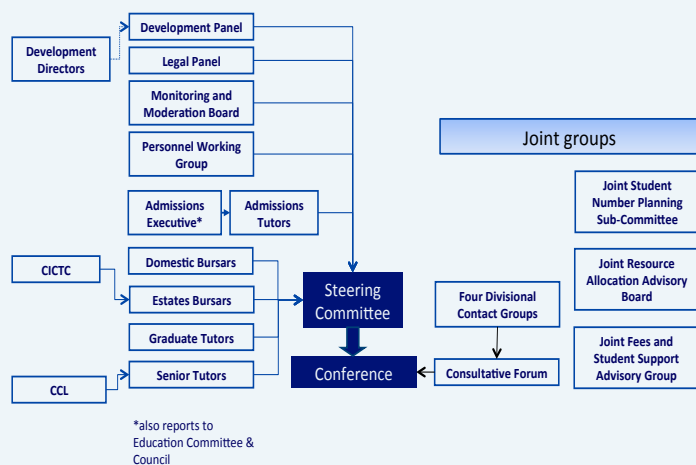 Development Panel
Development
Directors
Legal Panel
Monitoring and
Moderation Board
Personnel Working
Group
Joint groups
Admissions
Executive*
Admissions
Tutors
Joint Student
Number Planning
Sub-Committee
CICTC
Domestic Bursars
Estates Bursars
Graduate Tutors
Senior Tutors
CCL
Steering
Committee
Conference
Four Divisional
Contact Groups
Consultative Forum
Joint Resource
Allocation Advisory
Board
Joint Fees and
Student Support
Advisory Group
*also reports to
Education Committee &
Council